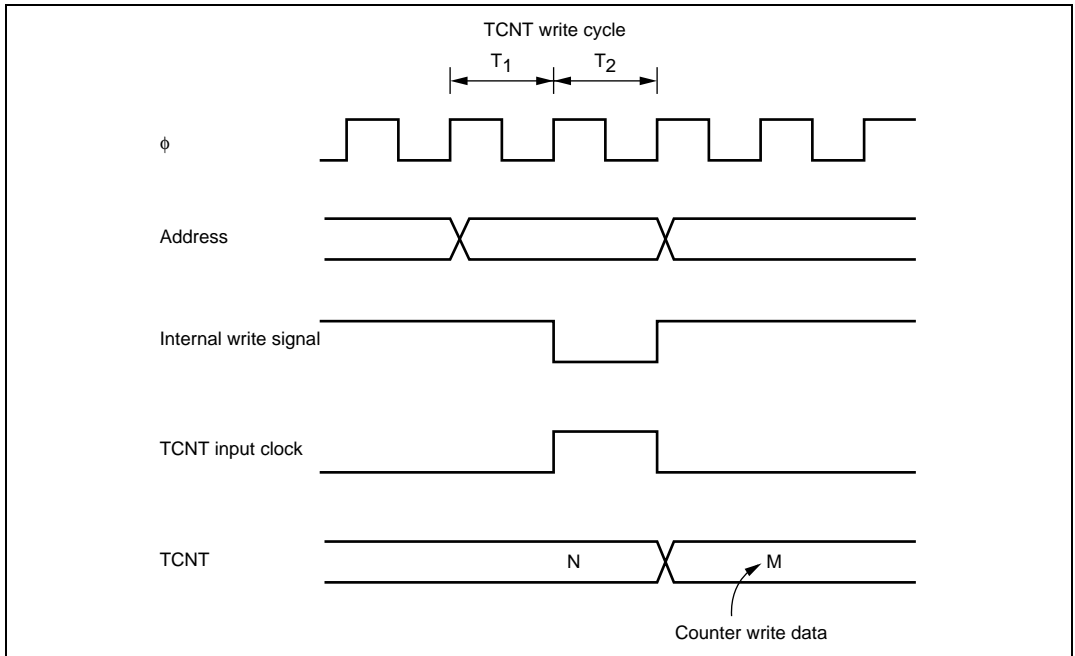 TCNT write cycle
T1 T2
ϕ
Address
Internal write signal
TCNT input clock
TCNT N M
Counter write data